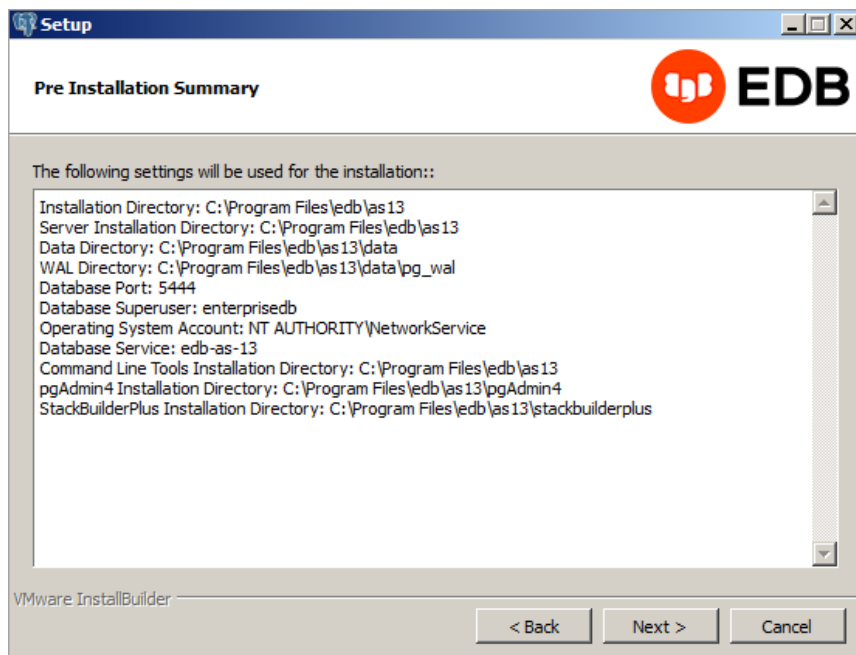 Setup
Pre Installation Summary
EDB
The following settings will be used for the installation::
Installation Directory: C:\Program Files\edb\as13
Server Installation Directory: C:\Program Files\edb\as13
Data Directory: C:\Program Files\edb\as13\data
WAL Directory: C:\Program Files\edb\as13\data\pg_wal
Database Port: 5444
Database Superuser: enterprisedb
Operating System Account: NT AUTHORITY\NetworkService
Database Service: edb-as-13
Command Line Tools Installation Directory: C:\Program Files\edb\as13
pgAdmin4 Installation Directory: C:\Program Files\edb\as13\pgAdmin4
StackBuilderPlus Installation Directory: C:\Program Files\edb\as13\stackbuilderplus
VMware InstallBuilder
< Back
Next >
Cancel